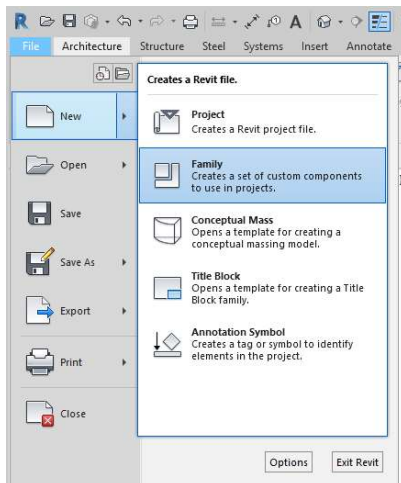 R
A
File Architecture Structure Steel Systems Insert Annotate
Creates a Revit file.
New
Project
Creates a Revit project file.
Open
Family
Creates a set of custom components
to use in projects.
Save
Conceptual Mass
Opens a template for creating a
conceptual massing model.
Save As
Title Block
Opens a template for creating a Title
Block family.
Export
Annotation Symbol
Creates a tag or symbol to identify
elements in the project.
Print
Close
Options Exit Revit